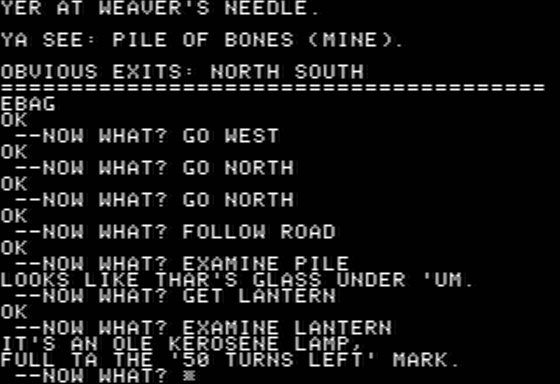 YER AT WEAVER'S NEEDLE.
YA SEE: PILE OF BONES (MINE).
OBVIOUS EXITS: NORTH SOUTH
=======================================
EBAG
OK
--NOW WHAT? GO WEST
OK
--NOW WHAT? GO NORTH
OK
--NOW WHAT? GO NORTH
OK
--NOW WHAT? FOLLOW ROAD
OK
--NOW WHAT? EXAMINE PILE
LOOKS LIKE THAR'S GLASS UNDER 'UM.
--NOW WHAT? GET LANTERN
OK
--NOW WHAT? EXAMINE LANTERN
IT'S AN OLE KEROSENE LAMP,
FULL TA THE '50 TURNS LEFT' MARK.
--NOW WHAT?